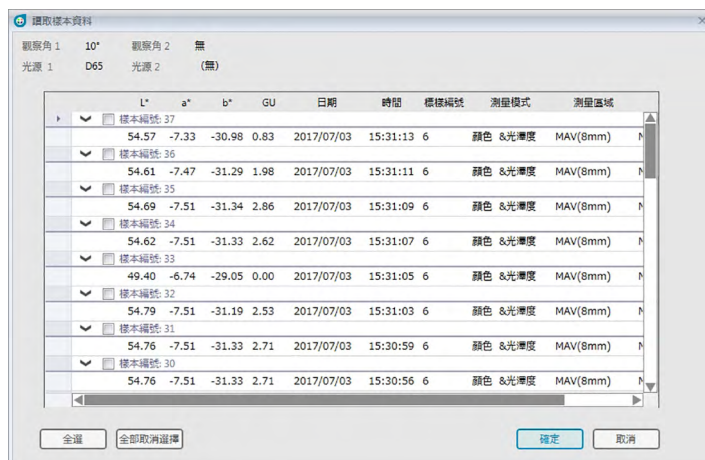 讀取樣本資料
觀察角 1 10° 觀察角 2 無
光源 1 D65 光源 2 (無)
L* a* b* GU 日期 時間 標樣編號 測量模式 測量區域
樣本編號: 37
54.57 -7.33 -30.98 0.83 2017/07/03 15:31:13 6 顏色 &光澤度 MAV(8mm)
樣本編號: 36
54.61 -7.47 -31.29 1.98 2017/07/03 15:31:11 6 顏色 &光澤度 MAV(8mm)
樣本編號: 35
54.69 -7.51 -31.34 2.86 2017/07/03 15:31:09 6 顏色 &光澤度 MAV(8mm)
樣本編號: 34
54.62 -7.51 -31.33 2.62 2017/07/03 15:31:07 6 顏色 &光澤度 MAV(8mm)
樣本編號: 33
49.40 -6.74 -29.05 0.00 2017/07/03 15:31:05 6 顏色 &光澤度 MAV(8mm)
樣本編號: 32
54.79 -7.51 -31.19 2.53 2017/07/03 15:31:03 6 顏色 &光澤度 MAV(8mm)
樣本編號: 31
54.76 -7.51 -31.33 2.71 2017/07/03 15:30:59 6 顏色 &光澤度 MAV(8mm)
樣本編號: 30
54.76 -7.51 -31.33 2.71 2017/07/03 15:30:56 6 顏色 &光澤度 MAV(8mm)
全選 全部取消選擇 確定 取消